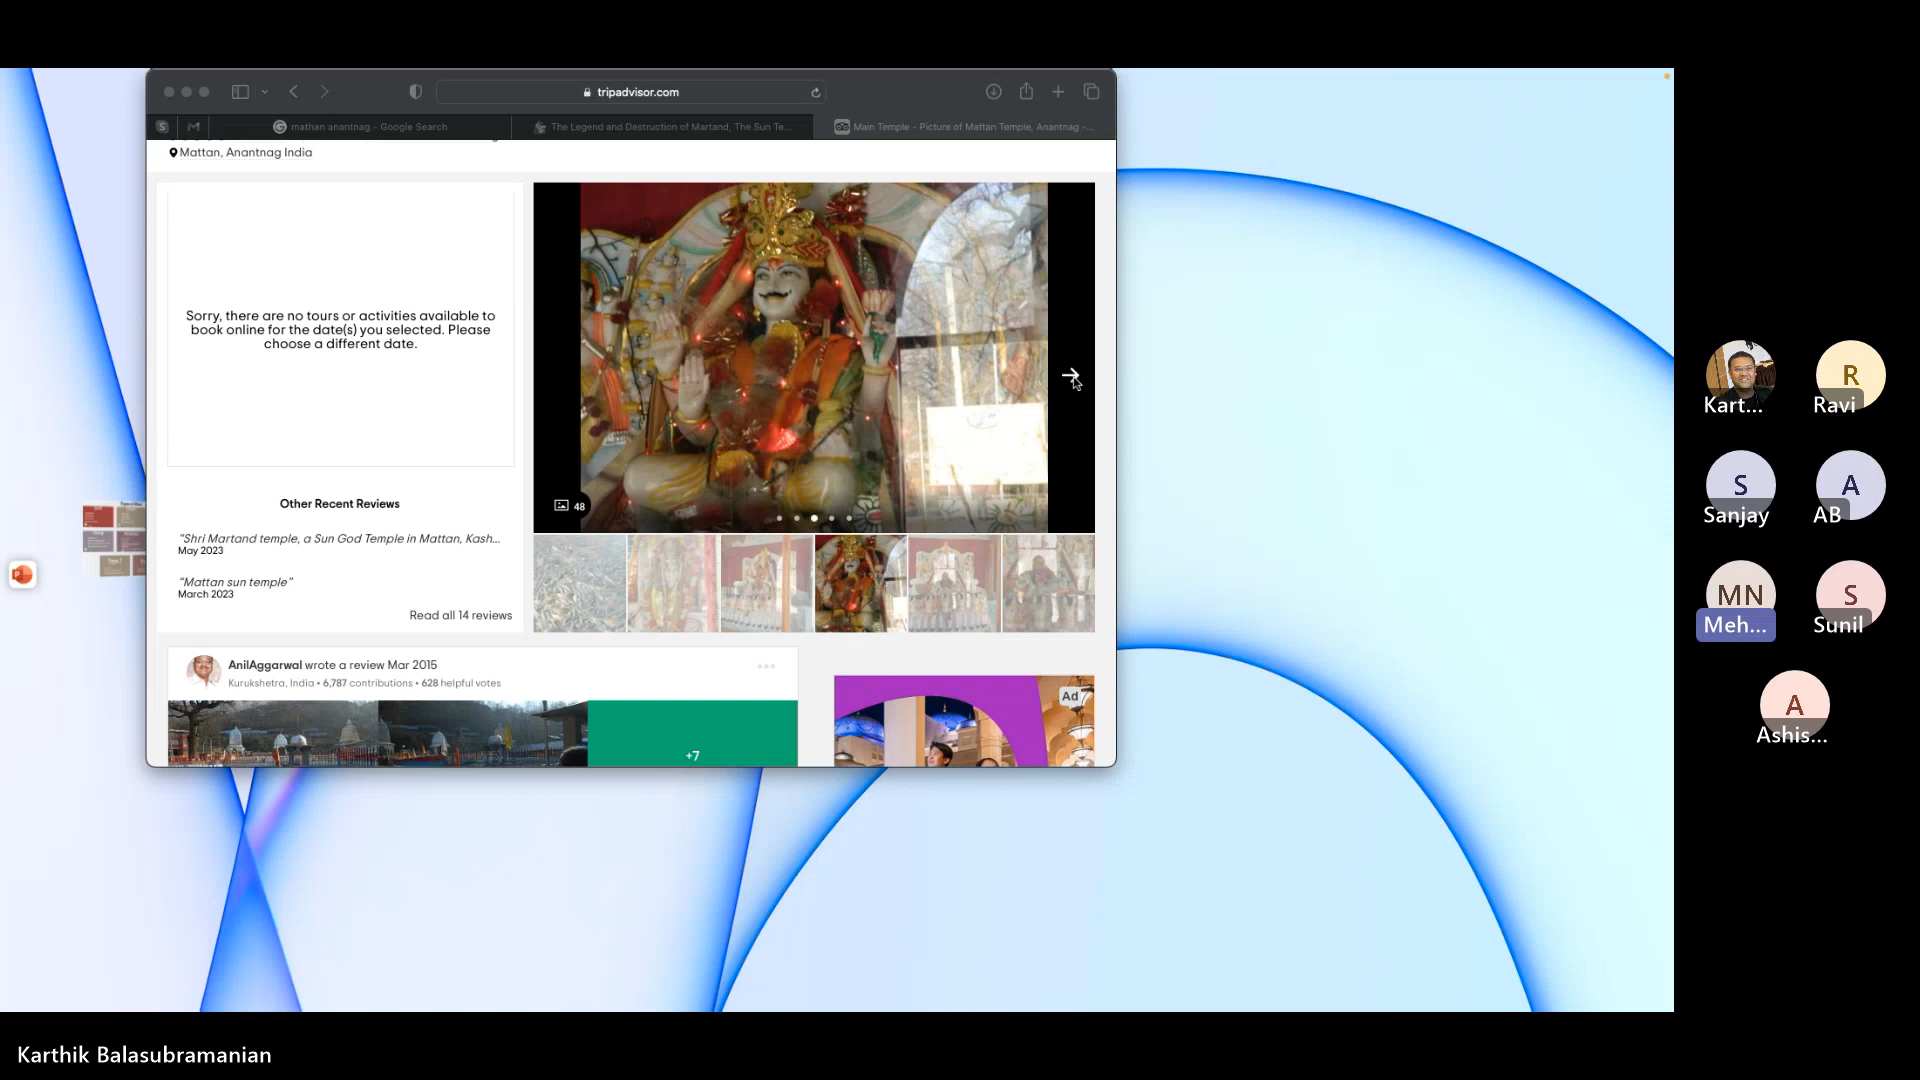 tripadvisor.com
S
mathan anantnag - Google Search
The Legend and Destruction of Martand, The Sun Te...
Main Temple - Picture of Mattan Temple, Anantnag -...
Mattan, Anantnag India
Sorry, there are no tours or activities available to
book online for the date(s) you selected. Please
choose a different date.
48
Other Recent Reviews
"Shri Martand temple, a Sun God Temple in Mattan, Kash...
May 2023
"Mattan sun temple"
March 2023
Read all 14 reviews
AnilAggarwal wrote a review Mar 2015
Kurukshetra, India • 6,787 contributions • 628 helpful votes
+7
Ad
P
Kart...
R
Ravi
S
Sanjay
A
AB
MN
Meh...
S
Sunil
A
Ashis...
Karthik Balasubramanian